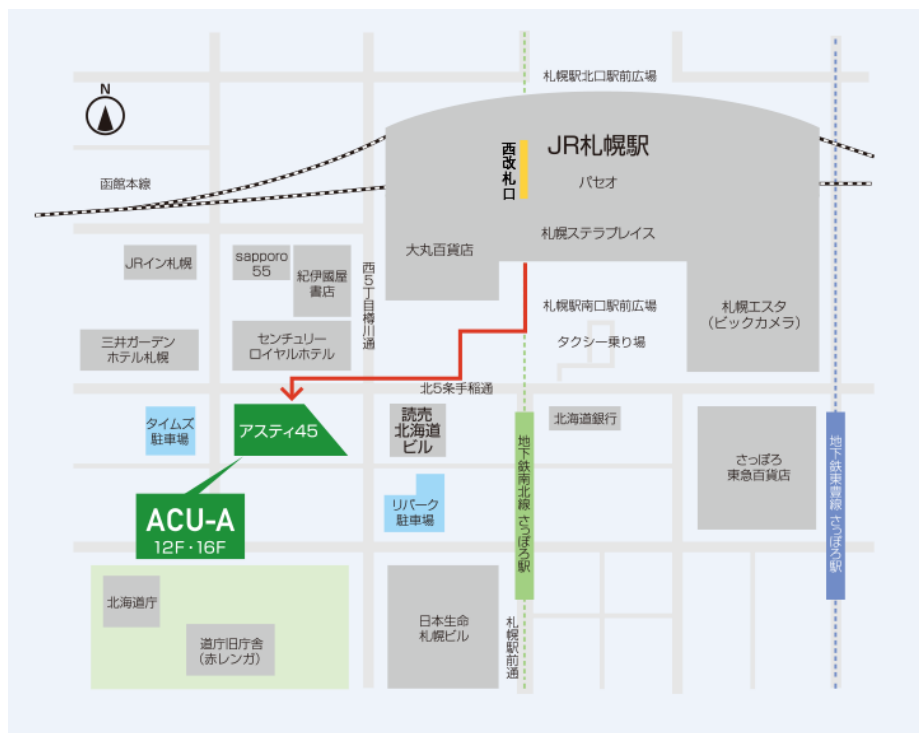 札幌駅北口駅前広場
N
JR札幌駅
西改札口
パセオ
函館本線
札幌ステラプレイス
大丸百貨店
JRイン札幌
sapporo
55
紀伊國屋
書店
西5丁目樽川通
札幌駅南口駅前広場
札幌エスタ
(ビックカメラ)
タクシー乗り場
三井ガーデン
ホテル札幌
センチュリー
ロイヤルホテル
北5条手稲通
タイムズ
駐車場
アスティ45
読売
北海道
ビル
北海道銀行
地下鉄南北線 さっぽろ駅
さっぽろ
東急百貨店
地下鉄東豊線 さっぽろ駅
ACU-A
12F・16F
リパーク
駐車場
北海道庁
道庁旧庁舎
(赤レンガ)
日本生命
札幌ビル
札幌駅前通